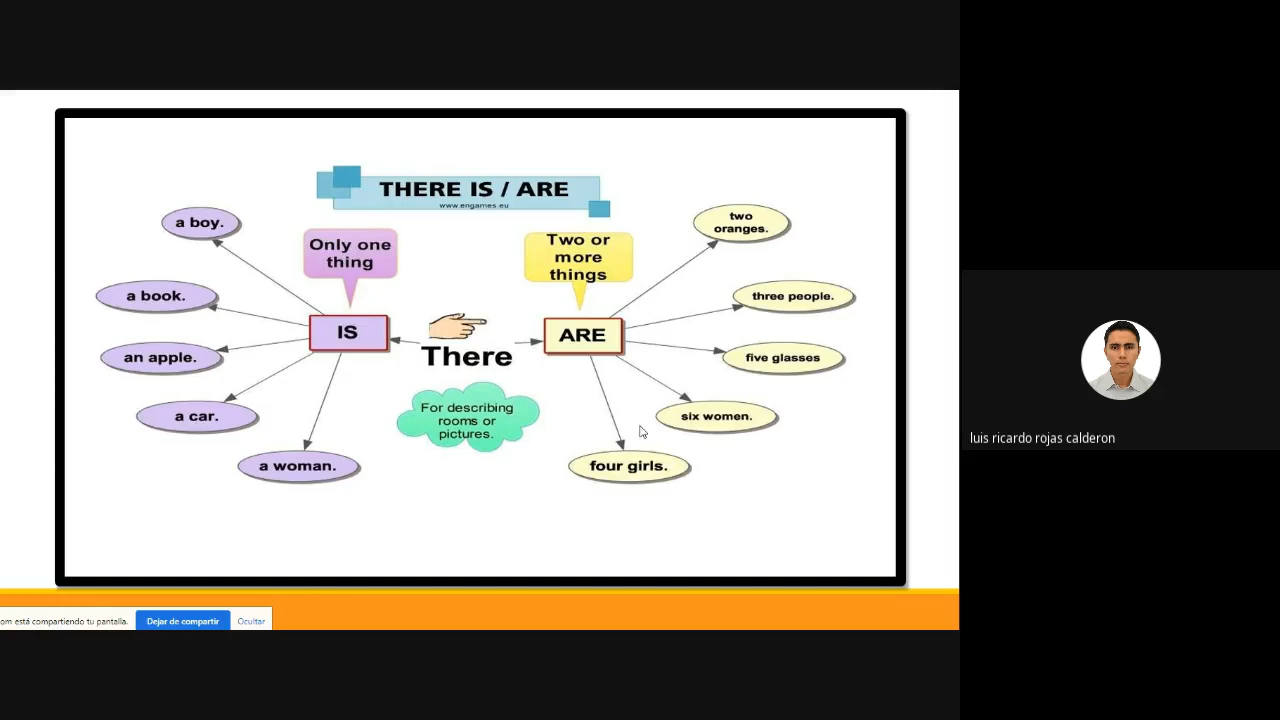 THERE IS / ARE
www.engames.eu
a boy.
Only one
thing
Two or
more
things
two
oranges.
a book.
three people.
IS
ARE
There
an apple.
five glasses
For describing
rooms or
pictures.
a car.
six women.
a woman.
four girls.
luis ricardo rojas calderon
om está compartiendo tu pantalla.
Dejar de compartir
Ocultar